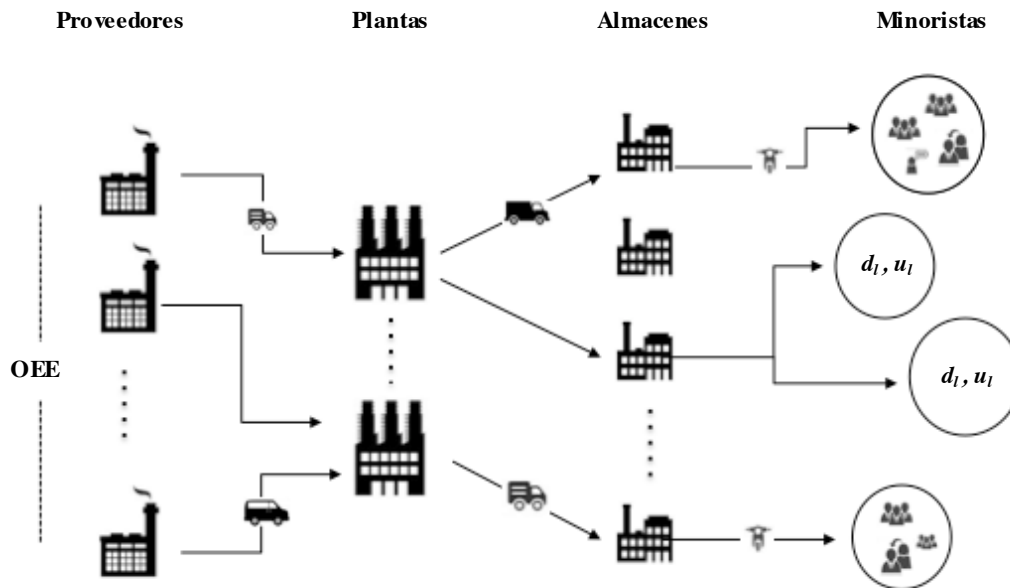 Proveedores Plantas Almacenes Minoristas
d_l, u_l
OEE
d_l, u_l